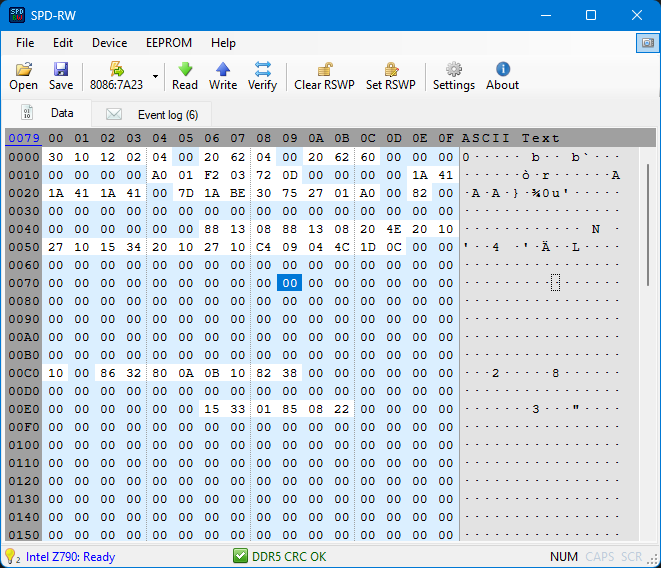 SPD-RW
File Edit Device EEPROM Help
Open Save 8086:7A23 Read Write Verify Clear RSWP Set RSWP Settings About
Data Event log (6)
0079 00 01 02 03 04 05 06 07 08 09 0A 0B 0C 0D 0E 0F ASCII Text
0000 30 10 12 02 04 00 20 62 04 00 20 62 60 00 00 00 0····· b·· b`···
0010 00 00 00 00 A0 01 F2 03 72 0D 00 00 00 00 1A 41 ······ò·r······A
0020 1A 41 1A 41 00 7D 1A BE 30 75 27 01 A0 00 82 00 ·A·A·}·¾0u'·····
0030 00 00 00 00 00 00 00 00 00 00 00 00 00 00 00 00 ················
0040 00 00 00 00 00 00 88 13 08 88 13 08 20 4E 20 10 ············ N ·
0050 27 10 15 34 20 10 27 10 C4 09 04 4C 1D 0C 00 00 '··4 ·'·Ä··L····
0060 00 00 00 00 00 00 00 00 00 00 00 00 00 00 00 00 ················
0070 00 00 00 00 00 00 00 00 00 00 00 00 00 00 00 00 ················
0080 00 00 00 00 00 00 00 00 00 00 00 00 00 00 00 00 ················
0090 00 00 00 00 00 00 00 00 00 00 00 00 00 00 00 00 ················
00A0 00 00 00 00 00 00 00 00 00 00 00 00 00 00 00 00 ················
00B0 00 00 00 00 00 00 00 00 00 00 00 00 00 00 00 00 ················
00C0 10 00 86 32 80 0A 0B 10 82 38 00 00 00 00 00 00 ···2·····8······
00D0 00 00 00 00 00 00 00 00 00 00 00 00 00 00 00 00 ················
00E0 00 00 00 00 00 00 15 33 01 85 08 22 00 00 00 00 ·······3···"····
00F0 00 00 00 00 00 00 00 00 00 00 00 00 00 00 00 00 ················
0100 00 00 00 00 00 00 00 00 00 00 00 00 00 00 00 00 ················
0110 00 00 00 00 00 00 00 00 00 00 00 00 00 00 00 00 ················
0120 00 00 00 00 00 00 00 00 00 00 00 00 00 00 00 00 ················
0130 00 00 00 00 00 00 00 00 00 00 00 00 00 00 00 00 ················
0140 00 00 00 00 00 00 00 00 00 00 00 00 00 00 00 00 ················
0150 00 00 00 00 00 00 00 00 00 00 00 00 00 00 00 00 ················
2 Intel Z790: Ready DDR5 CRC OK NUM CAPS SCR